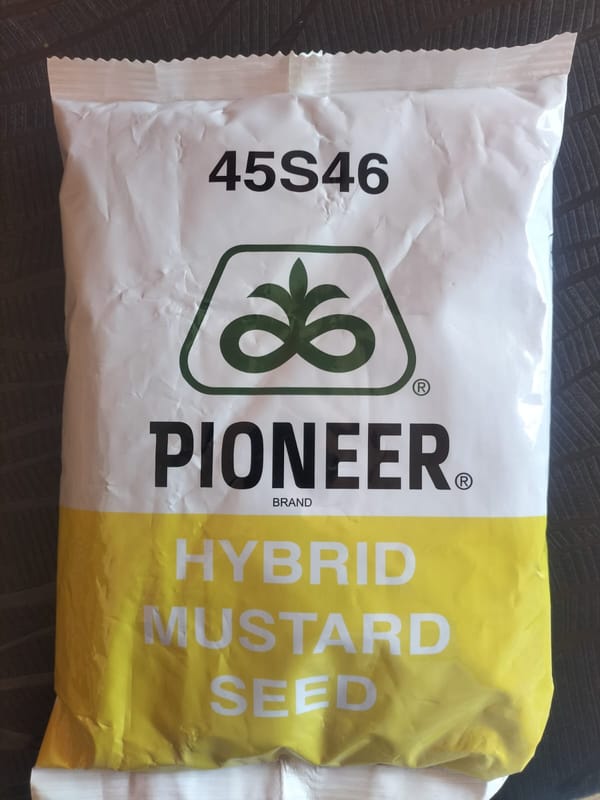 45S46
®
PIONEER®
BRAND
HYBRID
MUSTARD
SEED